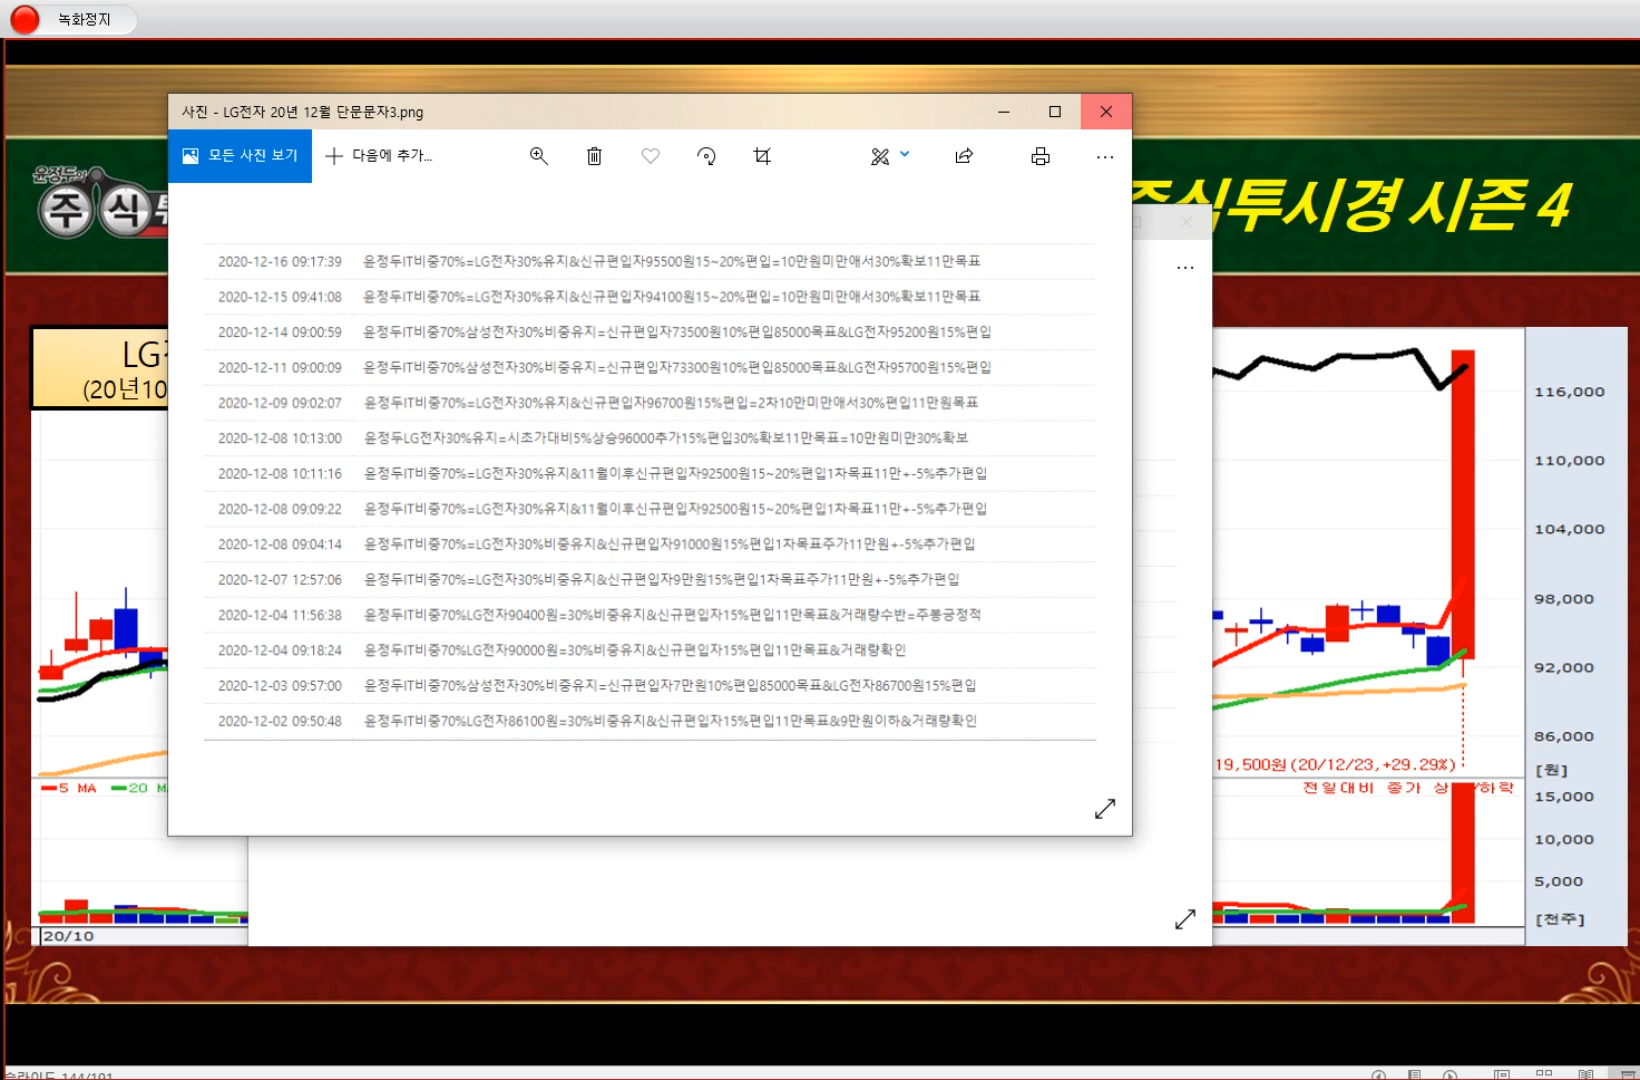 녹화정지
사진 - LG전자 20년 12월 단문문자3.png
모든 사진 보기
다음에 추가...
윤정두의
주식투
주식투시경 시즌 4
2020-12-16 09:17:39 윤정두IT비중70%=LG전자30%유지&신규편입자95500원15~20%편입=10만원미만애서30%확보11만목표
2020-12-15 09:41:08 윤정두IT비중70%=LG전자30%유지&신규편입자94100원15~20%편입=10만원미만애서30%확보11만목표
2020-12-14 09:00:59 윤정두IT비중70%삼성전자30%비중유지=신규편입자73500원10%편입85000목표&LG전자95200원15%편입
2020-12-11 09:00:09 윤정두IT비중70%삼성전자30%비중유지=신규편입자73300원10%편입85000목표&LG전자95700원15%편입
2020-12-09 09:02:07 윤정두IT비중70%=LG전자30%유지&신규편입자96700원15%편입=2차10만미만애서30%편입11만원목표
2020-12-08 10:13:00 윤정두LG전자30%유지=시초가대비5%상승96000추가15%편입30%확보11만목표=10만원미만30%확보
2020-12-08 10:11:16 윤정두IT비중70%=LG전자30%유지&11월이후신규편입자92500원15~20%편입1차목표11만+-5%추가편입
2020-12-08 09:09:22 윤정두IT비중70%=LG전자30%유지&11월이후신규편입자92500원15~20%편입1차목표11만+-5%추가편입
2020-12-08 09:04:14 윤정두IT비중70%=LG전자30%비중유지&신규편입자91000원15%편입1차목표주가11만원+-5%추가편입
2020-12-07 12:57:06 윤정두IT비중70%=LG전자30%비중유지&신규편입자9만원15%편입1차목표주가11만원+-5%추가편입
2020-12-04 11:56:38 윤정두IT비중70%LG전자90400원=30%비중유지&신규편입자15%편입11만목표&거래량수반=주봉긍정적
2020-12-04 09:18:24 윤정두IT비중70%LG전자90000원=30%비중유지&신규편입자15%편입11만목표&거래량확인
2020-12-03 09:57:00 윤정두IT비중70%삼성전자30%비중유지=신규편입자7만원10%편입85000목표&LG전자86700원15%편입
2020-12-02 09:50:48 윤정두IT비중70%LG전자86100원=30%비중유지&신규편입자15%편입11만목표&9만원이하&거래량확인
LG
(20년10
116,000
110,000
104,000
98,000
92,000
86,000
[원]
19,500원(20/12/23,+29.29%)
전일대비 종가 상 /하락
5 MA 20 M
15,000
10,000
5,000
[천주]
20/10
슬라이드 144/191